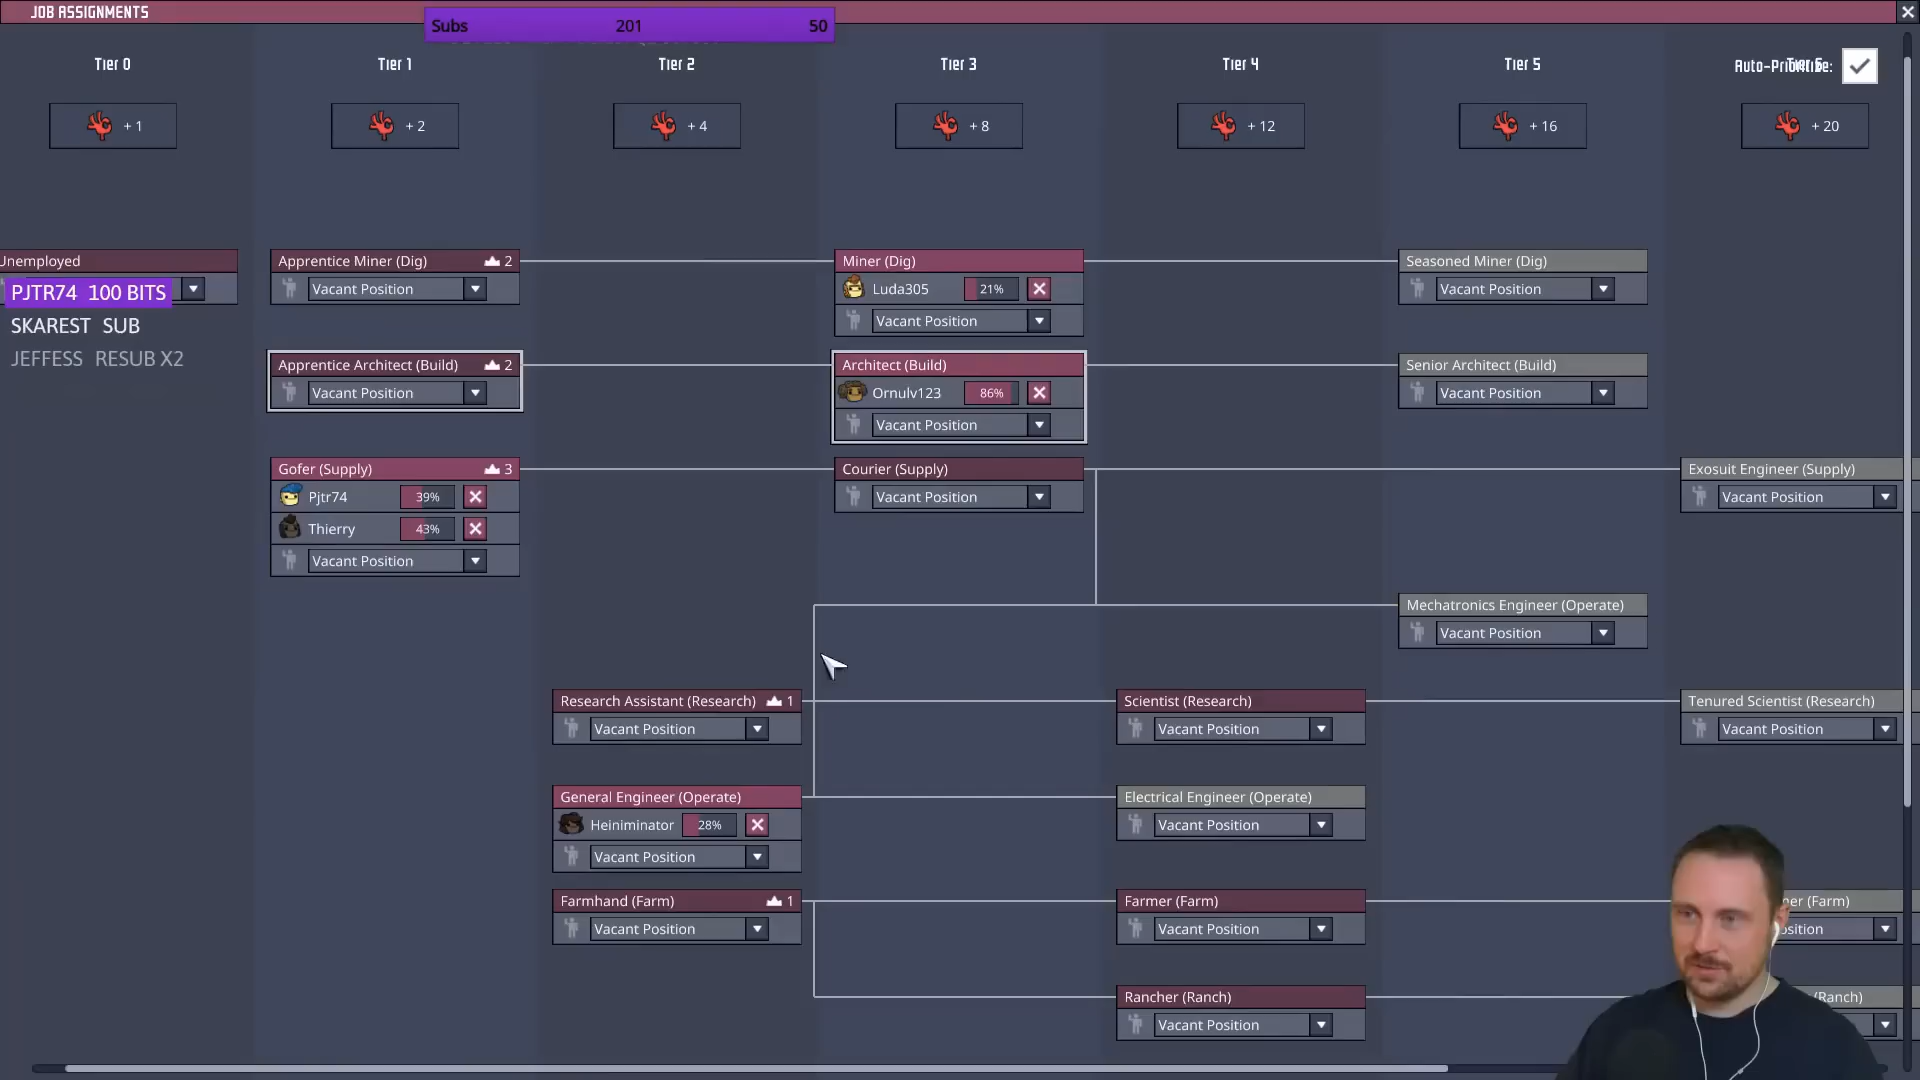 JOB ASSIGNMENTS
Subs 201 50
Tier 0 Tier 1 Tier 2 Tier 3 Tier 4 Tier 5
Auto-Prioritize:
+ 1 + 2 + 4 + 8 + 12 + 16 + 20
Unemployed
PJTR74 100 BITS
SKAREST SUB
JEFFESS RESUB X2
Apprentice Miner (Dig) 2
Vacant Position
Miner (Dig)
Luda305 21%
Vacant Position
Seasoned Miner (Dig)
Vacant Position
Apprentice Architect (Build) 2
Vacant Position
Architect (Build)
Ornulv123 86%
Vacant Position
Senior Architect (Build)
Vacant Position
Gofer (Supply) 3
Pjtr74 39%
Thierry 43%
Vacant Position
Courier (Supply)
Vacant Position
Exosuit Engineer (Supply)
Vacant Position
Mechatronics Engineer (Operate)
Vacant Position
Research Assistant (Research) 1
Vacant Position
Scientist (Research)
Vacant Position
Tenured Scientist (Research)
Vacant Position
General Engineer (Operate)
Heiniminator 28%
Vacant Position
Electrical Engineer (Operate)
Vacant Position
Farmhand (Farm) 1
Vacant Position
Farmer (Farm)
Vacant Position
(Farm)
Rancher (Ranch)
Vacant Position
(Ranch)